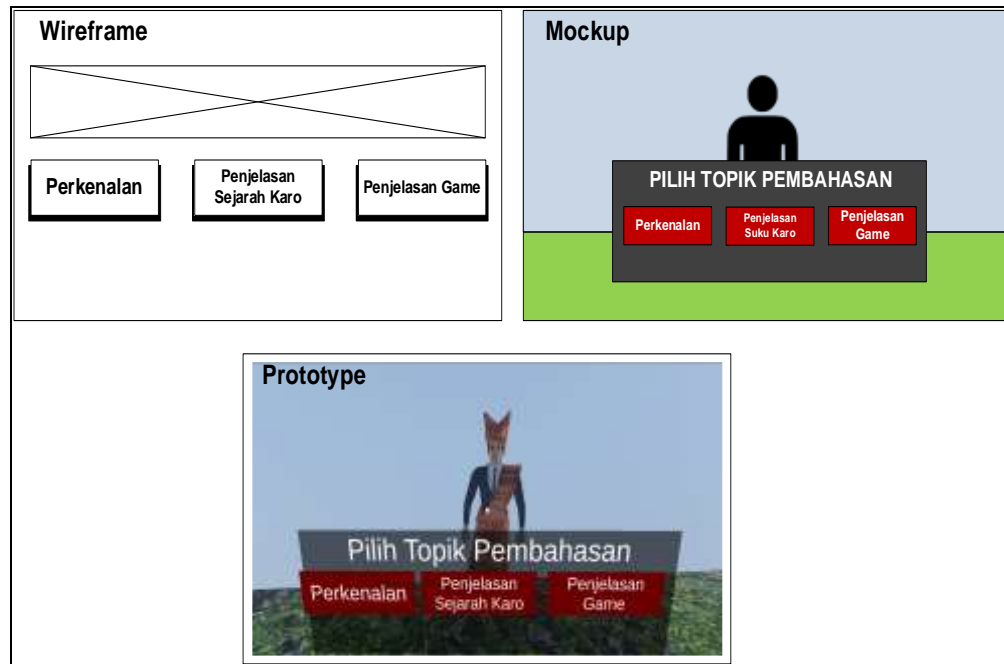 Wireframe
Perkenalan
Penjelasan
Sejarah Karo
Penjelasan Game
Mockup
PILIH TOPIK PEMBAHASAN
Perkenalan
Penjelasan
Suku Karo
Penjelasan
Game
Prototype
Pilih Topik Pembahasan
Perkenalan
Penjelasan
Sejarah Karo
Penjelasan
Game